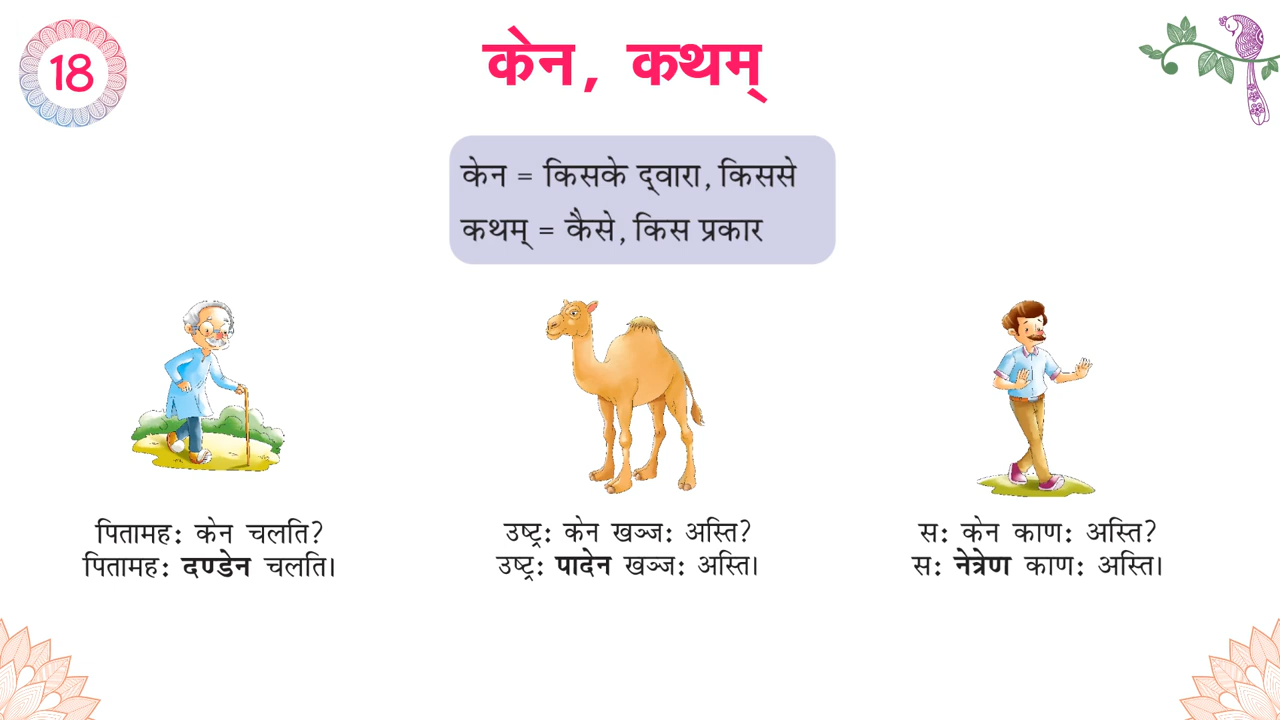 18
केन, कथम्
केन = किसके द्‌वारा, किससे
कथम् = कैसे, किस प्रकार
पितामह: केन चलति?
पितामह: दण्डेन चलति।
उष्ट्र: केन खञ्ज: अस्ति?
उष्ट्र: पादेन खञ्ज: अस्ति।
स: केन काण: अस्ति?
स: नेत्रेण काण: अस्ति।